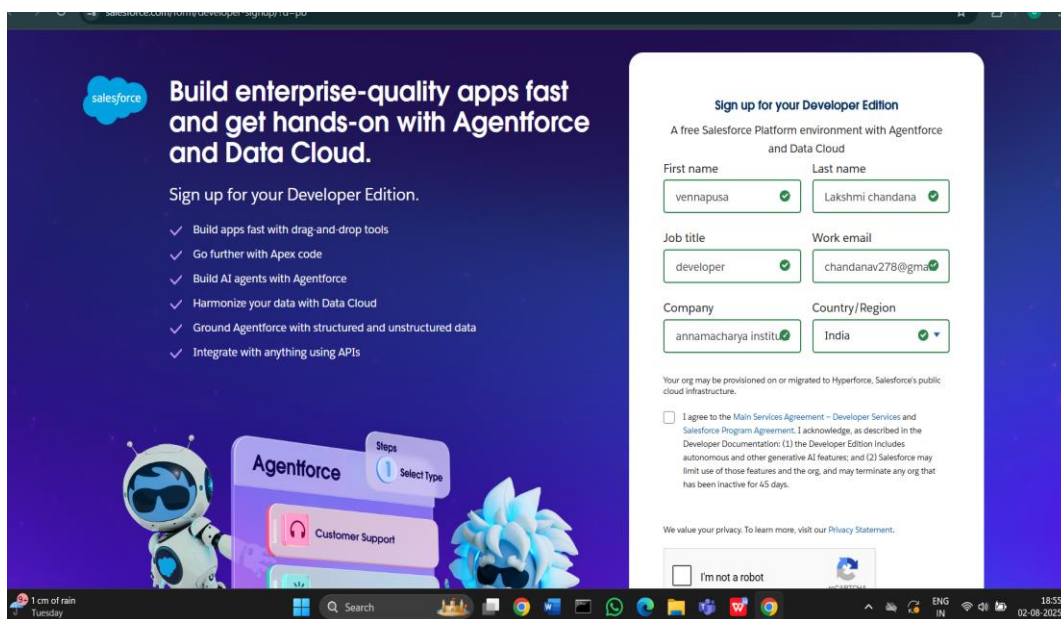 salesforce.com/form/developer-signup/?d=pb
salesforce
Build enterprise-quality apps fast
and get hands-on with Agentforce
and Data Cloud.
Sign up for your Developer Edition.
Build apps fast with drag-and-drop tools
Go further with Apex code
Build AI agents with Agentforce
Harmonize your data with Data Cloud
Ground Agentforce with structured and unstructured data
Integrate with anything using APIs
Agentforce
Steps
1 Select Type
Customer Support
Sign up for your Developer Edition
A free Salesforce Platform environment with Agentforce
and Data Cloud
First name Last name
vennapusa Lakshmi chandana
Job title Work email
developer chandanav278@gma
Company Country/Region
annamacharya institu India
Your org may be provisioned on or migrated to Hyperforce, Salesforce's public
cloud infrastructure.
I agree to the Main Services Agreement – Developer Services and
Salesforce Program Agreement. I acknowledge, as described in the
Developer Documentation: (1) the Developer Edition includes
autonomous and other generative AI features; and (2) Salesforce may
limit use of those features and the org, and may terminate any org that
has been inactive for 45 days.
We value your privacy. To learn more, visit our Privacy Statement.
I'm not a robot
reCAPTCHA
1 cm of rain
Tuesday
Search
ENG
IN
18:55
02-08-2025